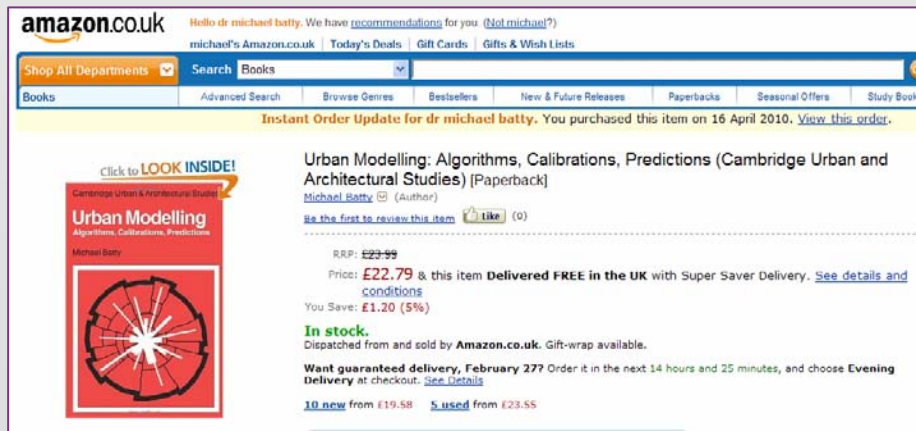 amazon.co.uk
Hello dr michael batty. We have recommendations for you. (Not michael?)
michael's Amazon.co.uk | Today's Deals | Gift Cards | Gifts & Wish Lists
Shop All Departments Search Books
Books Advanced Search Browse Genres Bestsellers New & Future Releases Paperbacks Seasonal Offers Study Book
Instant Order Update for dr michael batty. You purchased this item on 16 April 2010. View this order.
Click to LOOK INSIDE!
Cambridge Urban & Architectural Studies
Urban Modelling
Algorithms, Calibrations, Predictions
Michael Batty
Urban Modelling: Algorithms, Calibrations, Predictions (Cambridge Urban and
Architectural Studies) [Paperback]
Michael Batty (Author)
Be the first to review this item Like (0)
RRP: £23.99
Price: £22.79 & this item Delivered FREE in the UK with Super Saver Delivery. See details and
conditions
You Save: £1.20 (5%)
In stock.
Dispatched from and sold by Amazon.co.uk. Gift-wrap available.
Want guaranteed delivery, February 27? Order it in the next 14 hours and 25 minutes, and choose Evening
Delivery at checkout. See Details
10 new from £19.58 5 used from £23.55